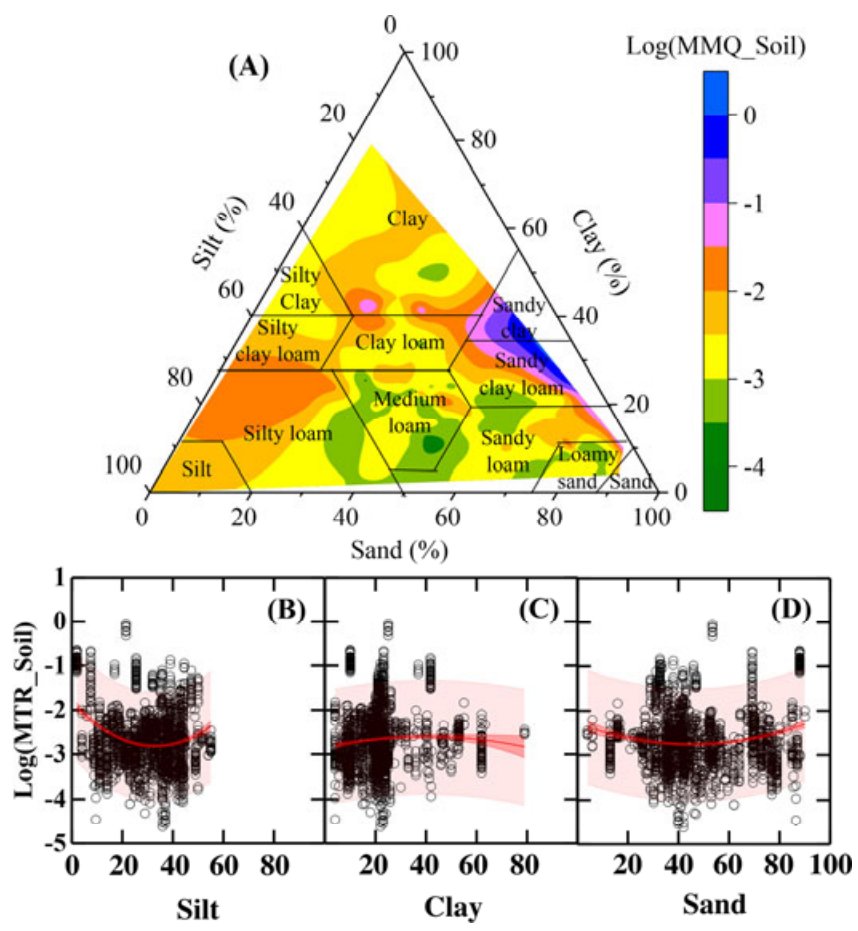 0
(A)
100
Log(MMQ_Soil)
20
80
0
40
Clay
60
-1
Silt (%)
Clay (%)
Silty
Clay
60
Sandy
clay
40
-2
Silty
clay loam
Clay loam
Sandy
clay loam
-3
80
Medium
loam
20
Silty loam
Sandy
loam
Loamy
sand
-4
100
Silt
Sand
0
0
20
40
60
80
100
Sand (%)
1
0
-1
-2
-3
-4
-5
Log(MTR_Soil)
(B)
(C)
(D)
0 20 40 60 80
20 40 60 80
20 40 60 80 100
Silt
Clay
Sand